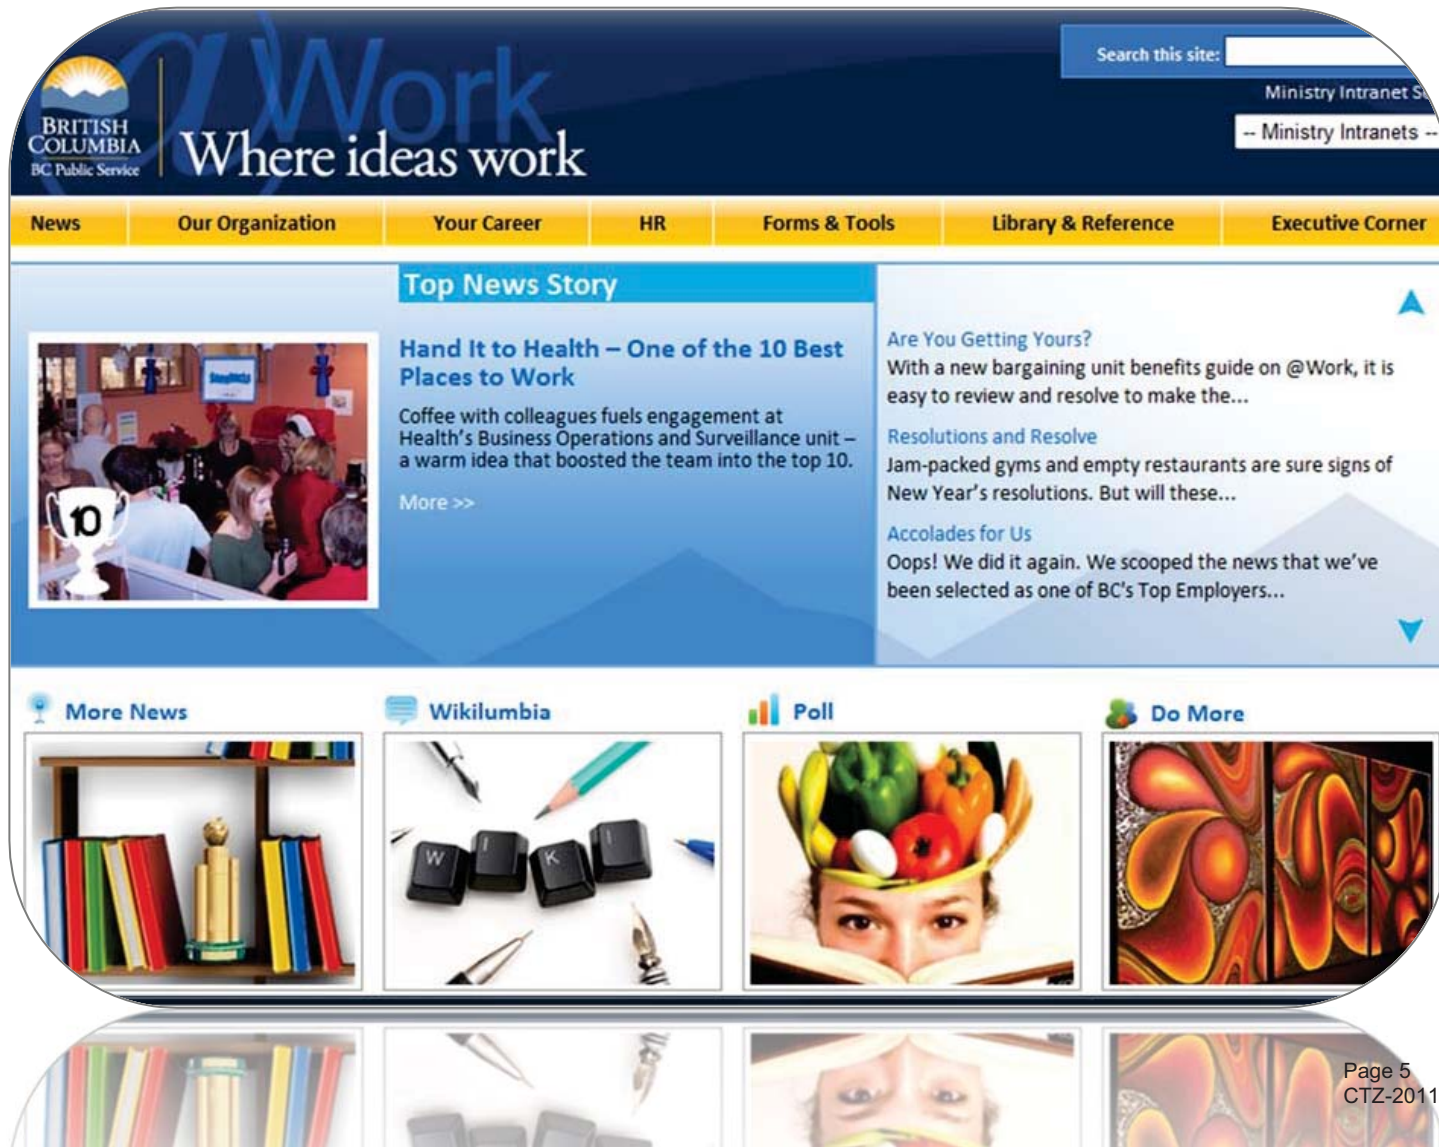 @Work
BRITISH
COLUMBIA
BC Public Service
Where ideas work
Search this site:
Ministry Intranet
-- Ministry Intranets --
News
Our Organization
Your Career
HR
Forms & Tools
Library & Reference
Executive Corner
Top News Story
Hand It to Health – One of the 10 Best
Places to Work
Coffee with colleagues fuels engagement at
Health's Business Operations and Surveillance unit –
a warm idea that boosted the team into the top 10.
More >>
10
Are You Getting Yours?
With a new bargaining unit benefits guide on @Work, it is
easy to review and resolve to make the...
Resolutions and Resolve
Jam-packed gyms and empty restaurants are sure signs of
New Year's resolutions. But will these...
Accolades for Us
Oops! We did it again. We scooped the news that we've
been selected as one of BC's Top Employers...
More News
Wikilumbia
Poll
Do More
W I K I
Page 5
CTZ-2011